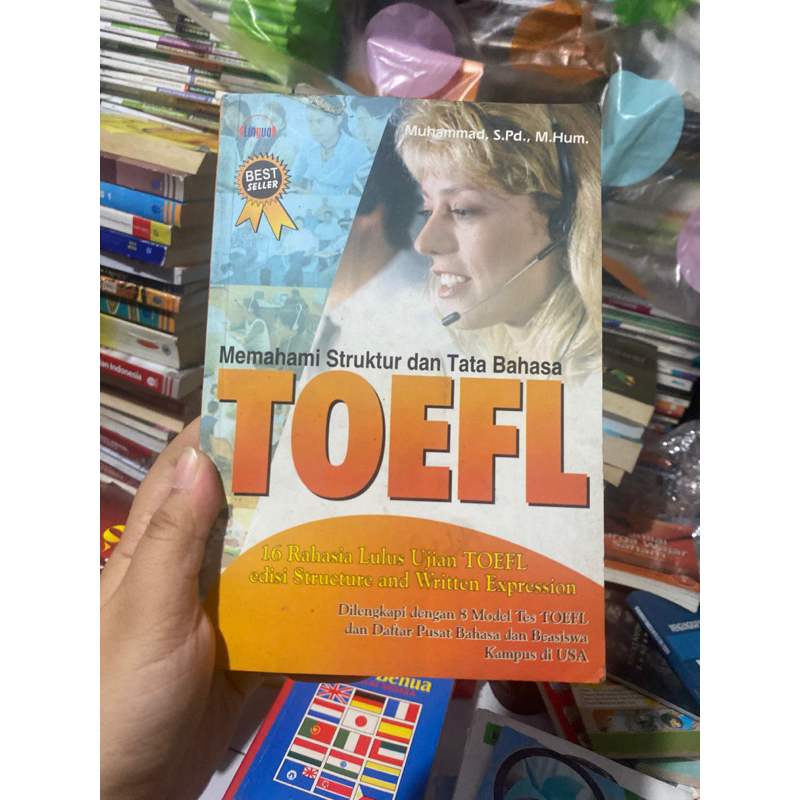 Lingua
BEST
SELLER
Muhammad, S.Pd., M.Hum.
Memahami Struktur dan Tata Bahasa
TOEFL
16 Rahasia Lulus Ujian TOEFL
edisi Structure and Written Expression
Dilengkapi dengan 8 Model Tes TOEFL
dan Daftar Pusat Bahasa dan Beasiswa
Kampus di USA
Indonesia